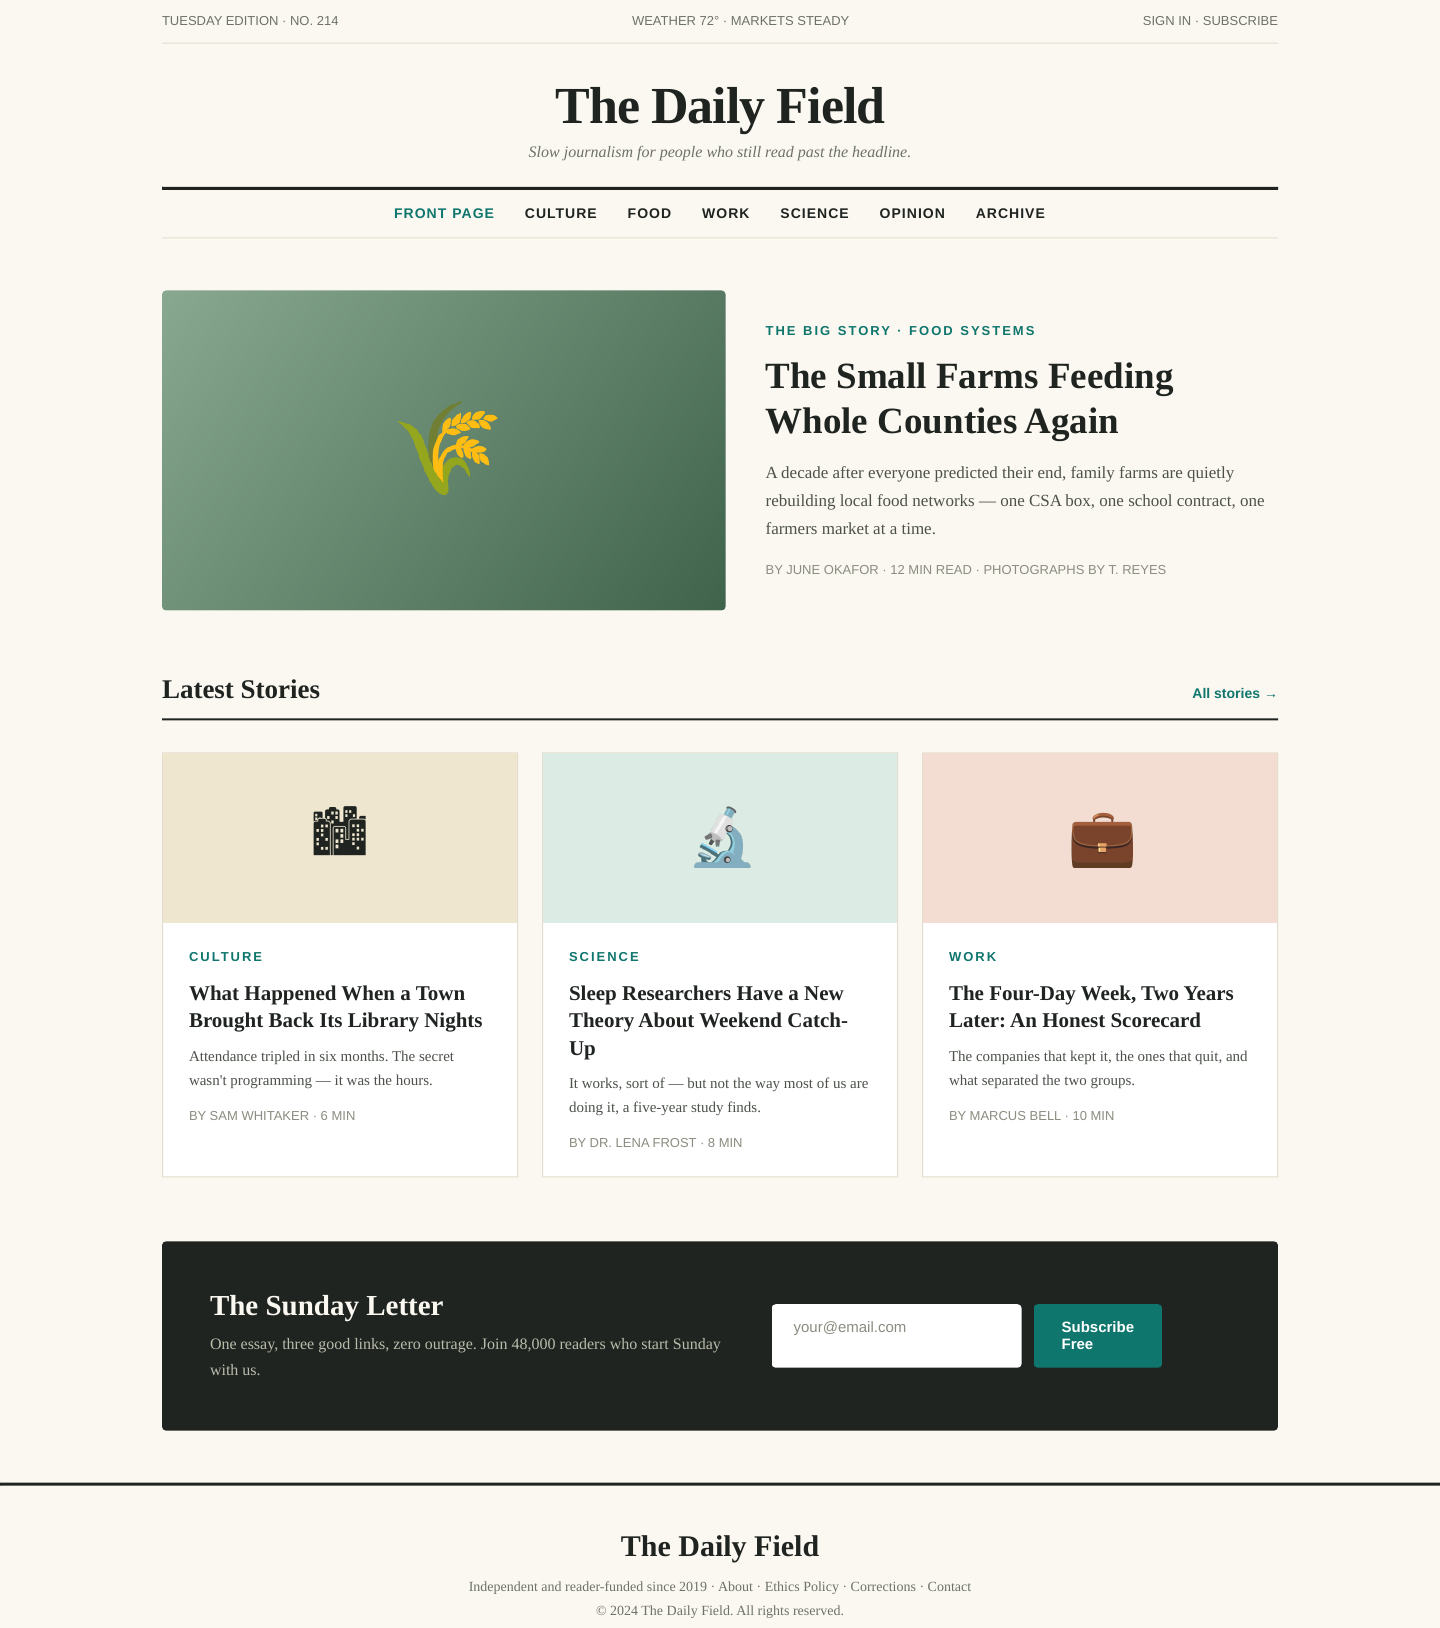 TUESDAY EDITION · NO. 214
WEATHER 72° · MARKETS STEADY
SIGN IN · SUBSCRIBE
The Daily Field
Slow journalism for people who still read past the headline.
FRONT PAGE CULTURE FOOD WORK SCIENCE OPINION ARCHIVE
THE BIG STORY · FOOD SYSTEMS
The Small Farms Feeding
Whole Counties Again
A decade after everyone predicted their end, family farms are quietly
rebuilding local food networks — one CSA box, one school contract, one
farmers market at a time.
BY JUNE OKAFOR · 12 MIN READ · PHOTOGRAPHS BY T. REYES
Latest Stories
All stories →
CULTURE
What Happened When a Town
Brought Back Its Library Nights
Attendance tripled in six months. The secret
wasn't programming — it was the hours.
BY SAM WHITAKER · 6 MIN
SCIENCE
Sleep Researchers Have a New
Theory About Weekend Catch-
Up
It works, sort of — but not the way most of us are
doing it, a five-year study finds.
BY DR. LENA FROST · 8 MIN
WORK
The Four-Day Week, Two Years
Later: An Honest Scorecard
The companies that kept it, the ones that quit, and
what separated the two groups.
BY MARCUS BELL · 10 MIN
The Sunday Letter
One essay, three good links, zero outrage. Join 48,000 readers who start Sunday
with us.
your@email.com
Subscribe
Free
The Daily Field
Independent and reader-funded since 2019 · About · Ethics Policy · Corrections · Contact
© 2024 The Daily Field. All rights reserved.